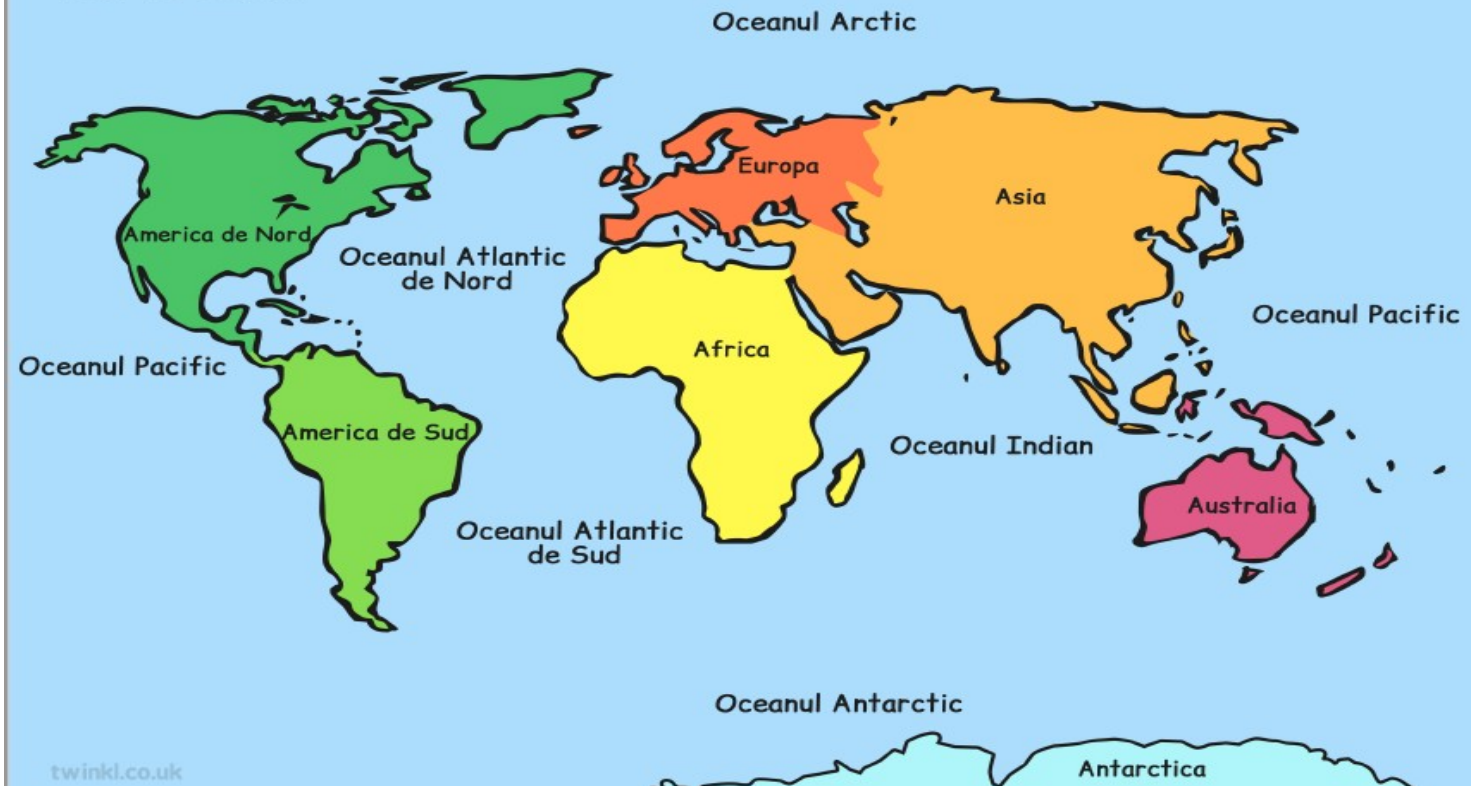 Oceanul Arctic
Europa
Asia
America de Nord
Oceanul Atlantic
de Nord
Oceanul Pacific
Africa
Oceanul Pacific
America de Sud
Oceanul Indian
Australia
Oceanul Atlantic
de Sud
Oceanul Antarctic
Antarctica
twinkl.co.uk